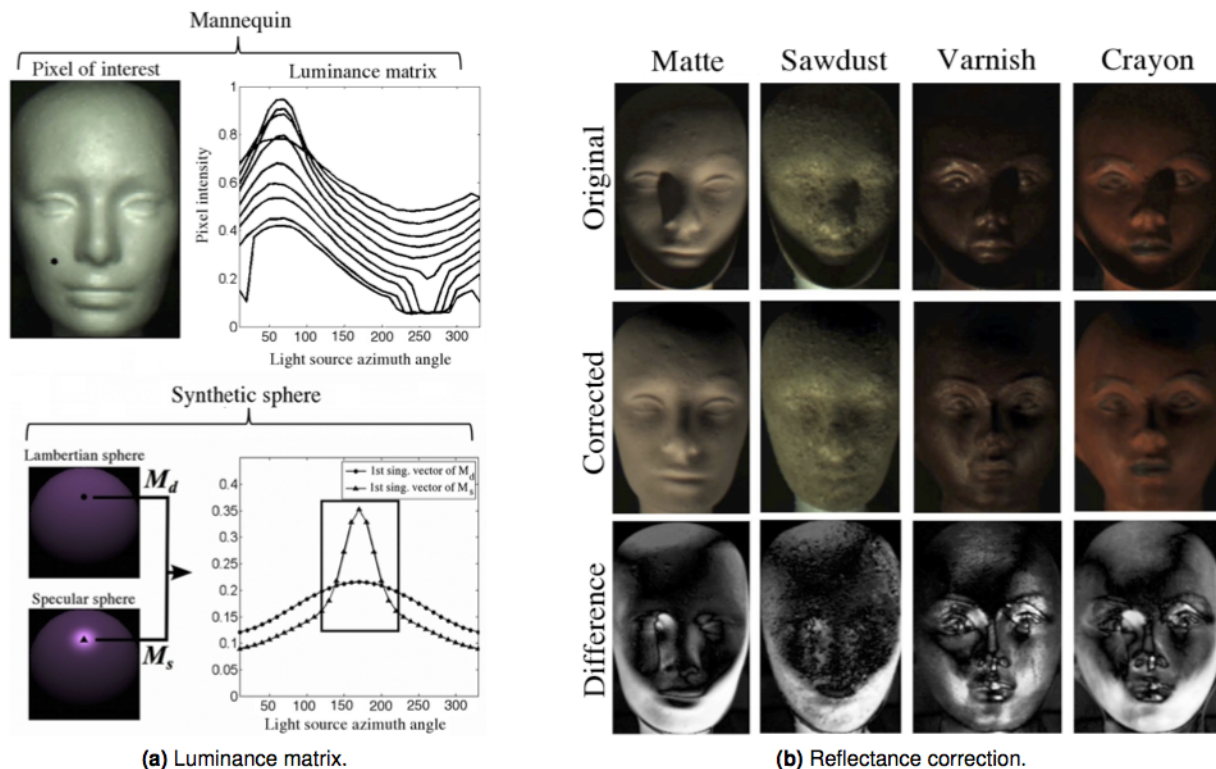 Mannequin
Pixel of interest
Luminance matrix
Pixel intensity
1
0.8
0.6
0.4
0.2
0
50 100 150 200 250 300
Light source azimuth angle
Synthetic sphere
Lambertian sphere
M_d
Specular sphere
M_s
1st sing. vector of M_d
1st sing. vector of M_s
0.4
0.35
0.3
0.25
0.2
0.15
0.1
0.05
0
50 100 150 200 250 300
Light source azimuth angle
(a) Luminance matrix.
Matte Sawdust Varnish Crayon
Original
Corrected
Difference
(b) Reflectance correction.